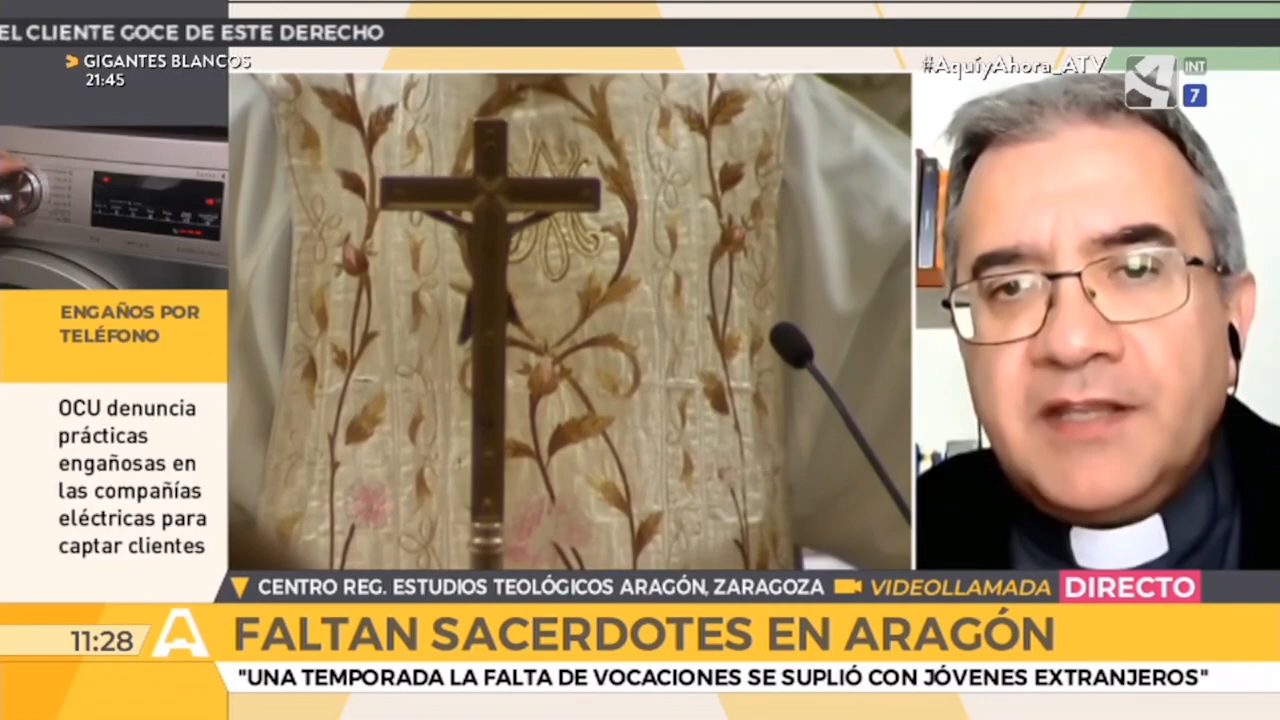 EL CLIENTE GOCE DE ESTE DERECHO
GIGANTES BLANCOS
21:45
#AquíyAhora_ATV
INT
7
ENGAÑOS POR
TELÉFONO
OCU denuncia
prácticas
engañosas en
las compañías
eléctricas para
captar clientes
CENTRO REG. ESTUDIOS TEOLÓGICOS ARAGÓN, ZARAGOZA
VIDEOLLAMADA
DIRECTO
11:28
A
FALTAN SACERDOTES EN ARAGÓN
"UNA TEMPORADA LA FALTA DE VOCACIONES SE SUPLIÓ CON JÓVENES EXTRANJEROS"